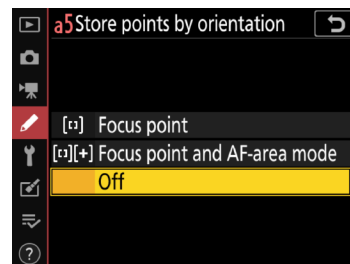 a5 Store points by orientation
Focus point
Focus point and AF-area mode
Off